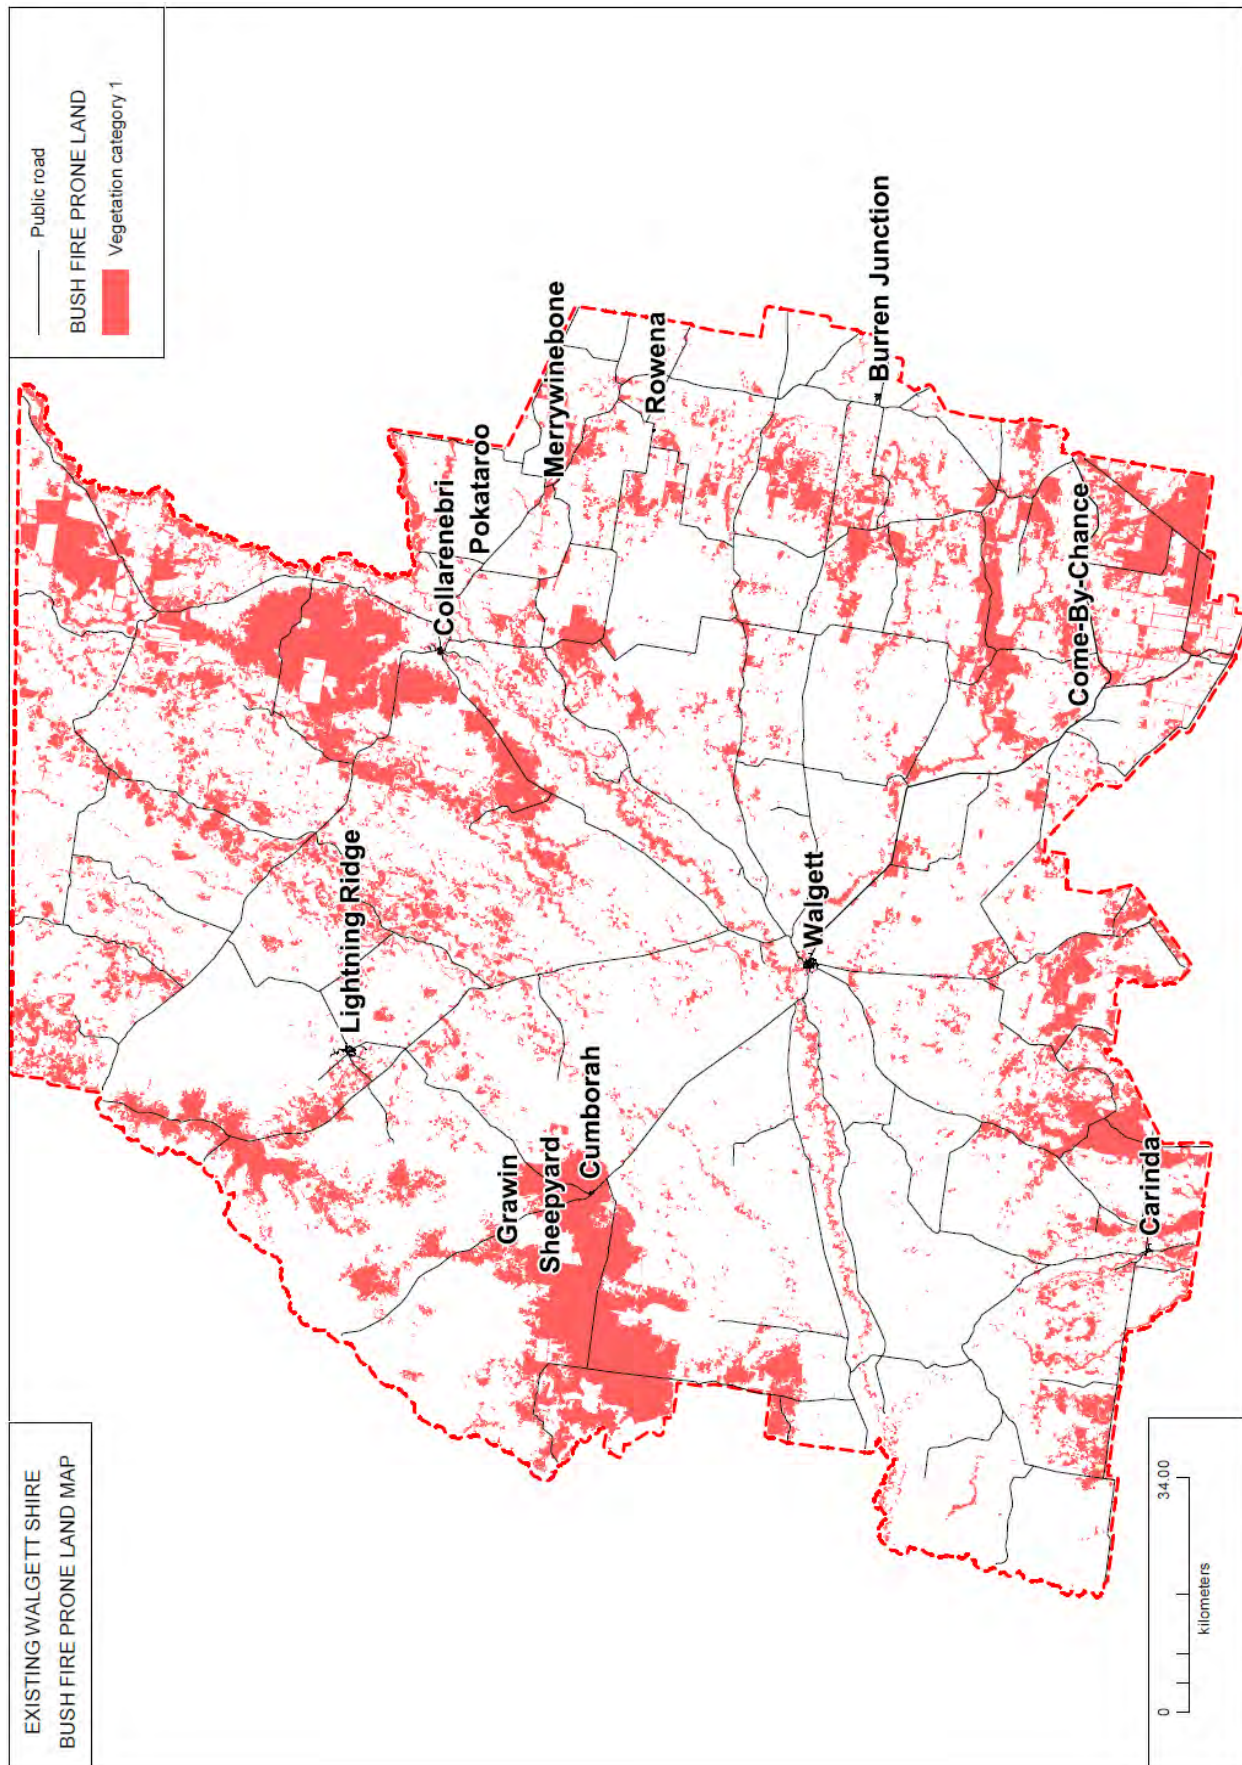 EXISTING WALGETT SHIRE
BUSH FIRE PRONE LAND MAP
Public road
BUSH FIRE PRONE LAND
Vegetation category 1
Lightning Ridge
Collarenebri
Pokataroo
Merrywinebone
Rowena
Grawin
Sheepyard
Cumborah
Walgett
Burren Junction
Come-By-Chance
Carinda
0
34.00
kilometers